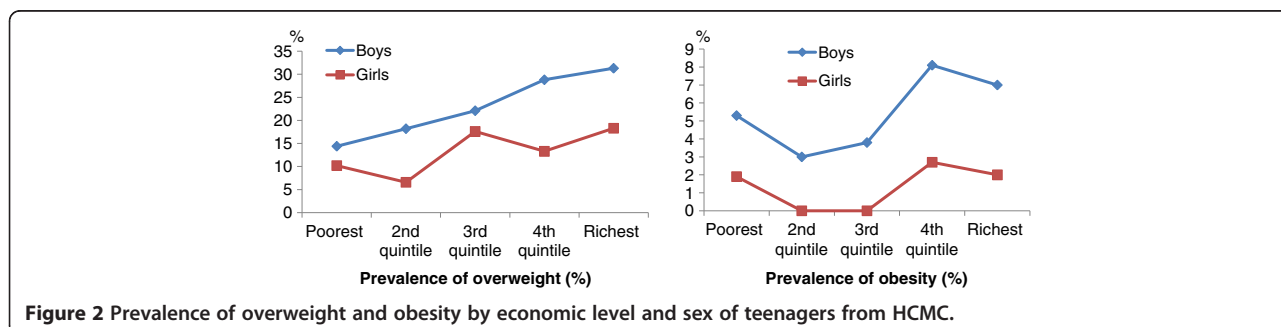 %
35
30
25
20
15
10
5
0
Boys
Girls
Poorest 2nd quintile 3rd quintile 4th quintile Richest
Prevalence of overweight (%)
%
9
8
7
6
5
4
3
2
1
0
Boys
Girls
Poorest 2nd quintile 3rd quintile 4th quintile Richest
Prevalence of obesity (%)
Figure 2 Prevalence of overweight and obesity by economic level and sex of teenagers from HCMC.